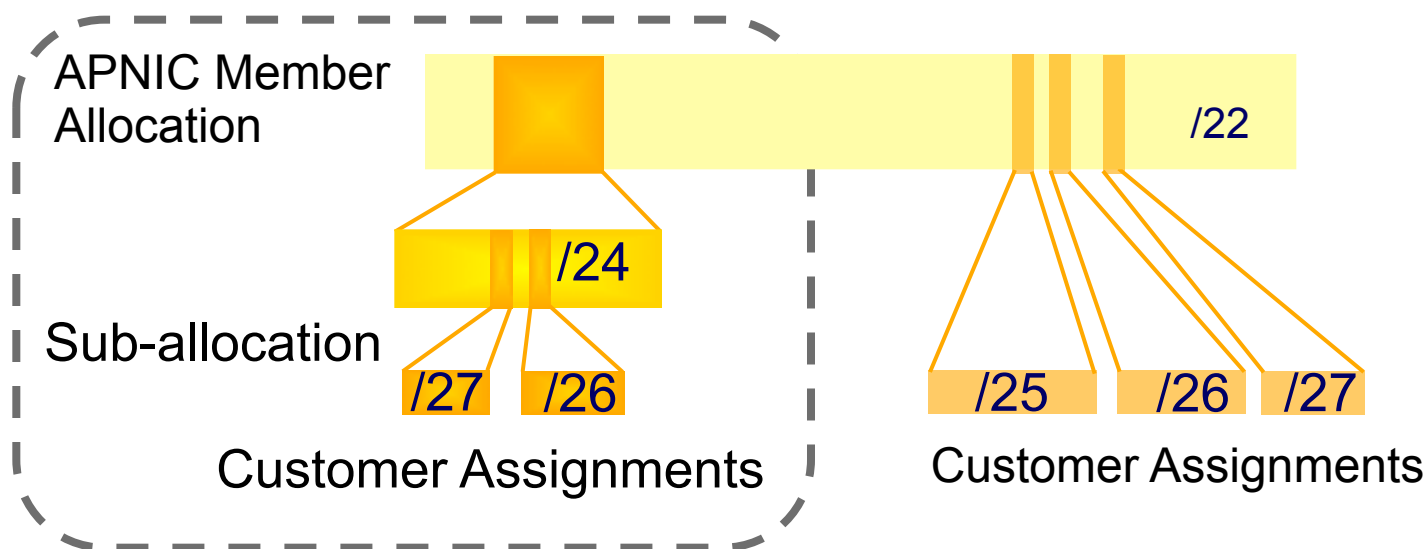 APNIC Member
Allocation
/22
/24
Sub-allocation
/27 /26
/25 /26 /27
Customer Assignments
Customer Assignments